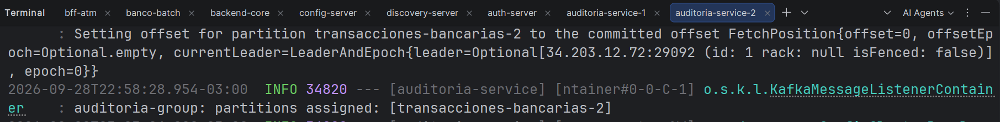 Terminal bff-atm × banco-batch × backend-core × config-server × discovery-server × auth-server × auditoria-service-1 × auditoria-service-2 × AI Agents
: Setting offset for partition transacciones-bancarias-2 to the committed offset FetchPosition{offset=0, offsetEp
och=Optional.empty, currentLeader=LeaderAndEpoch{leader=Optional[34.203.12.72:29092 (id: 1 rack: null isFenced: false)]
, epoch=0}}
2026-09-28T22:58:28.954-03:00 INFO 34820 --- [auditoria-service] [ntainer#0-0-C-1] o.s.k.l.KafkaMessageListenerContain
er : auditoria-group: partitions assigned: [transacciones-bancarias-2]